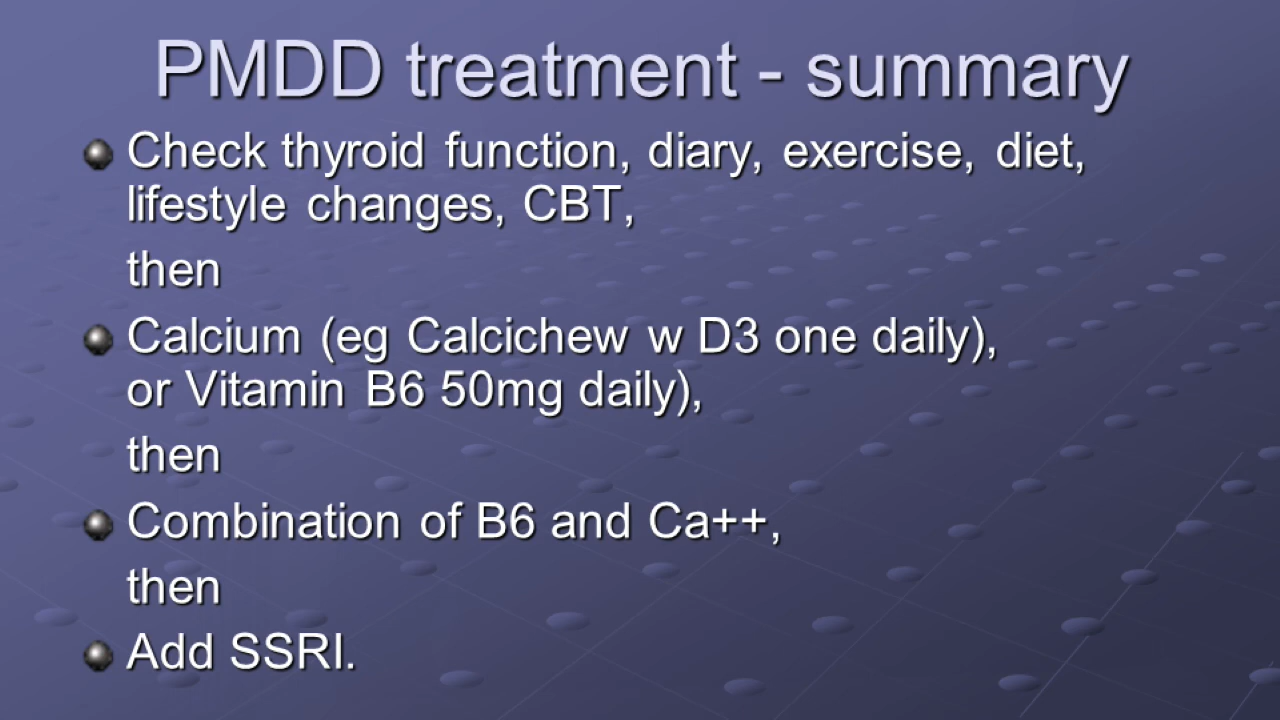 PMDD treatment - summary
Check thyroid function, diary, exercise, diet,
lifestyle changes, CBT,
then
Calcium (eg Calcichew w D3 one daily),
or Vitamin B6 50mg daily),
then
Combination of B6 and Ca++,
then
Add SSRI.